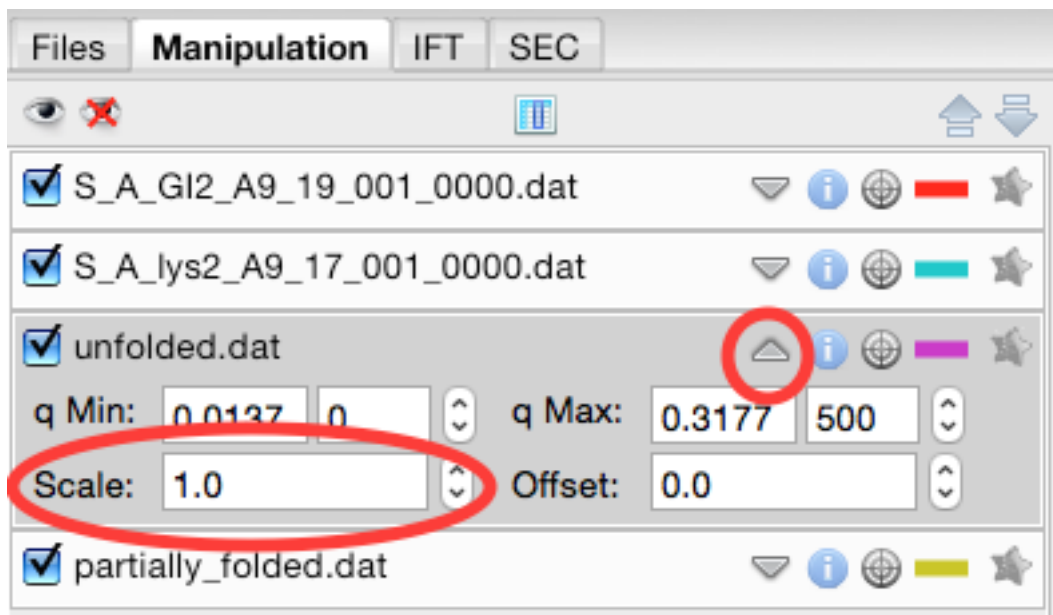 Files Manipulation IFT SEC
S_A_GI2_A9_19_001_0000.dat
S_A_lys2_A9_17_001_0000.dat
unfolded.dat
q Min: 0.0137 0 q Max: 0.3177 500
Scale: 1.0 Offset: 0.0
partially_folded.dat